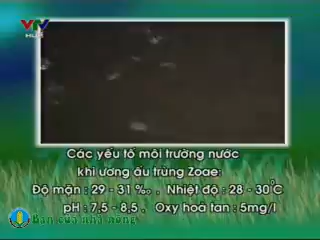 VTV
HUẾ
Các yếu tố môi trường nước
khi ương ấu trùng Zoae:
Độ mặn : 29 - 31 ‰ . Nhiệt độ : 28 - 30°C
pH : 7,5 - 8,5 . Oxy hoà tan : 5mg/l
Bạn của nhà nông